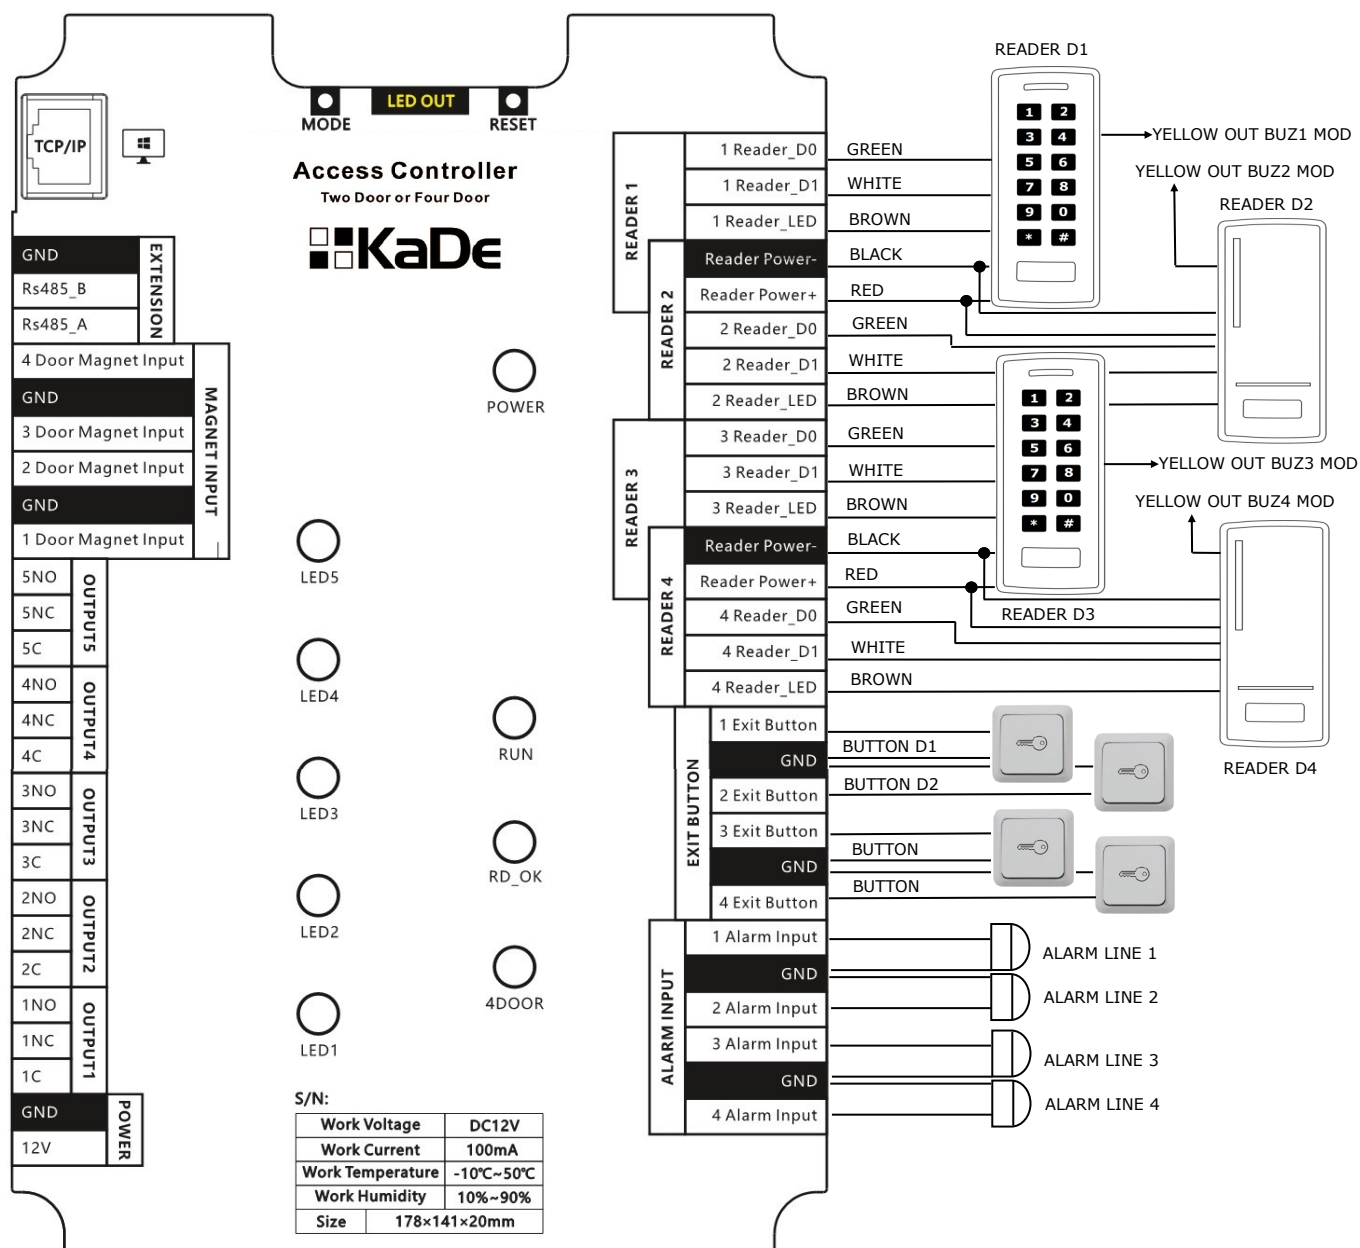 MODE
LED OUT
RESET
TCP/IP
Access Controller
Two Door or Four Door
KaDe
EXTENSION
GND
Rs485_B
Rs485_A
MAGNET INPUT
4 Door Magnet Input
GND
3 Door Magnet Input
2 Door Magnet Input
GND
1 Door Magnet Input
OUTPUT5
5NO
5NC
5C
OUTPUT4
4NO
4NC
4C
OUTPUT3
3NO
3NC
3C
OUTPUT2
2NO
2NC
2C
OUTPUT1
1NO
1NC
1C
POWER
GND
12V
POWER
LED5
LED4
RUN
LED3
RD_OK
LED2
4DOOR
LED1
S/N:
Work Voltage DC12V
Work Current 100mA
Work Temperature -10℃~50℃
Work Humidity 10%~90%
Size 178×141×20mm
READER 1
1 Reader_D0 GREEN
1 Reader_D1 WHITE
1 Reader_LED BROWN
READER 2
Reader Power- BLACK
Reader Power+ RED
2 Reader_D0 GREEN
2 Reader_D1 WHITE
2 Reader_LED BROWN
READER 3
3 Reader_D0 GREEN
3 Reader_D1 WHITE
3 Reader_LED BROWN
READER 4
Reader Power- BLACK
Reader Power+ RED
4 Reader_D0 GREEN
4 Reader_D1 WHITE
4 Reader_LED BROWN
EXIT BUTTON
1 Exit Button
GND BUTTON D1
2 Exit Button BUTTON D2
3 Exit Button
GND BUTTON
4 Exit Button BUTTON
ALARM INPUT
1 Alarm Input
GND
2 Alarm Input
3 Alarm Input
GND
4 Alarm Input
READER D1
1 2
3 4
5 6
7 8
9 0
* #
YELLOW OUT BUZ1 MOD
YELLOW OUT BUZ2 MOD
READER D2
1 2
3 4
5 6
7 8
9 0
* #
READER D3
YELLOW OUT BUZ3 MOD
YELLOW OUT BUZ4 MOD
READER D4
ALARM LINE 1
ALARM LINE 2
ALARM LINE 3
ALARM LINE 4